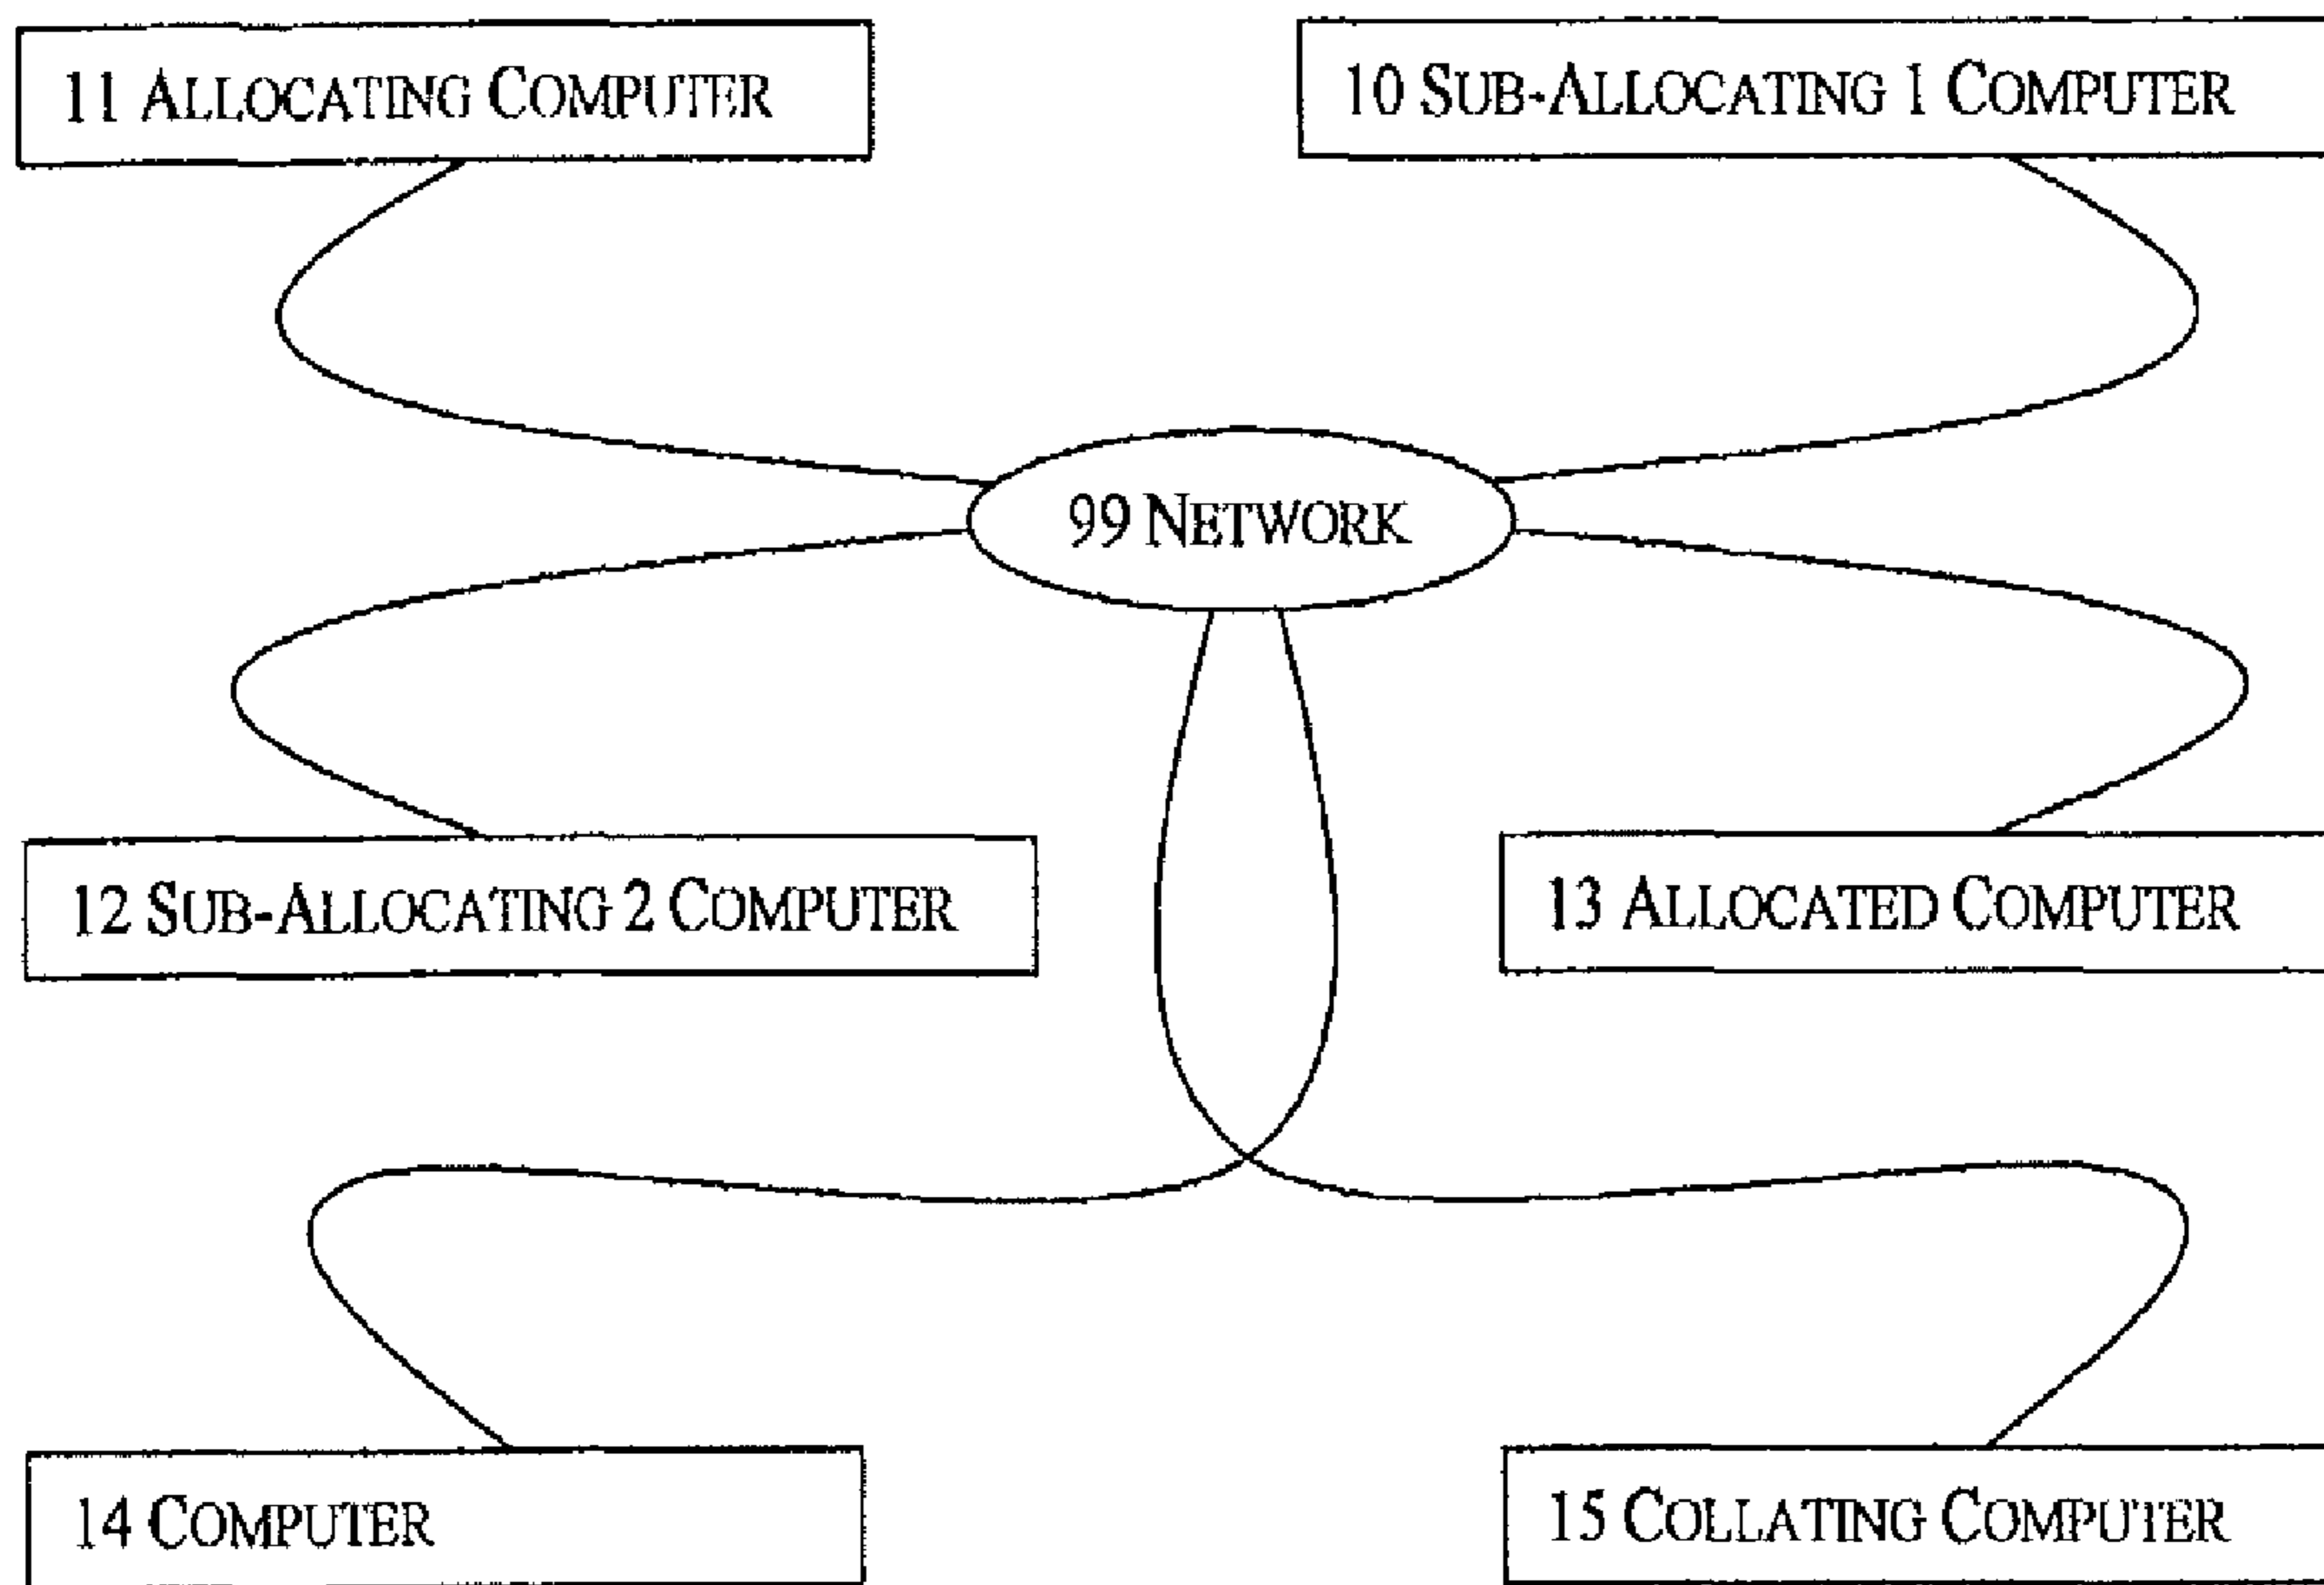 11 ALLOCATING COMPUTER
10 SUB-ALLOCATING 1 COMPUTER
99 NETWORK
12 SUB-ALLOCATING 2 COMPUTER
13 ALLOCATED COMPUTER
14 COMPUTER
15 COLLATING COMPUTER